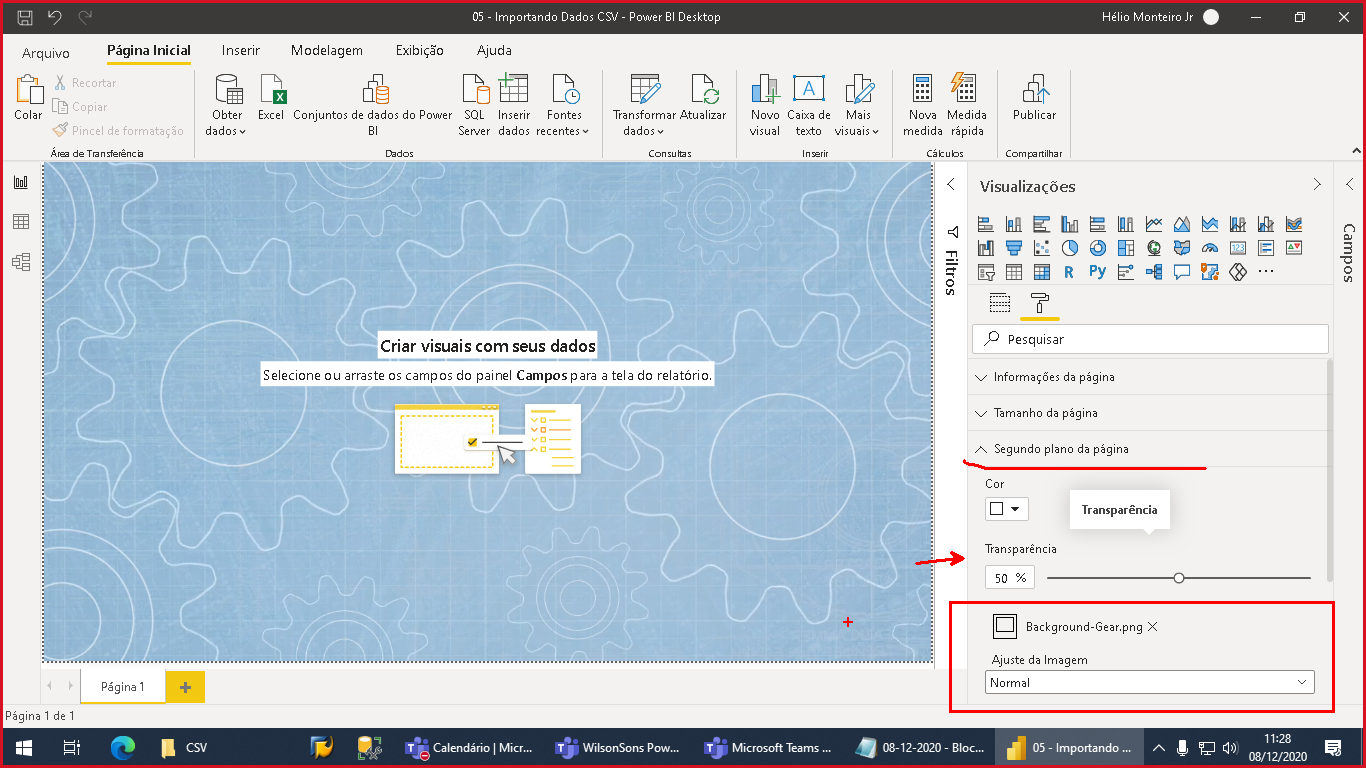 05 - Importando Dados CSV - Power BI Desktop
Hélio Monteiro Jr
Arquivo
Página Inicial
Inserir
Modelagem
Exibição
Ajuda
Colar
Recortar
Copiar
Pincel de formatação
Área de Transferência
Obter dados
Excel
Conjuntos de dados do Power BI
SQL Server
Inserir dados
Fontes recentes
Dados
Transformar dados
Atualizar
Consultas
Novo visual
Caixa de texto
Mais visuais
Inserir
Nova medida
Medida rápida
Cálculos
Publicar
Compartilhar
Criar visuais com seus dados
Selecione ou arraste os campos do painel Campos para a tela do relatório.
Filtros
Visualizações
Campos
123
R
Py
Pesquisar
Informações da página
Tamanho da página
Segundo plano da página
Cor
Transparência
Transparência
50 %
Background-Gear.png
Ajuste da Imagem
Normal
Página 1
Página 1 de 1
CSV
Calendário | Micr...
WilsonSons Pow...
Microsoft Teams ...
08-12-2020 - Bloc...
05 - Importando ...
11:28
08/12/2020